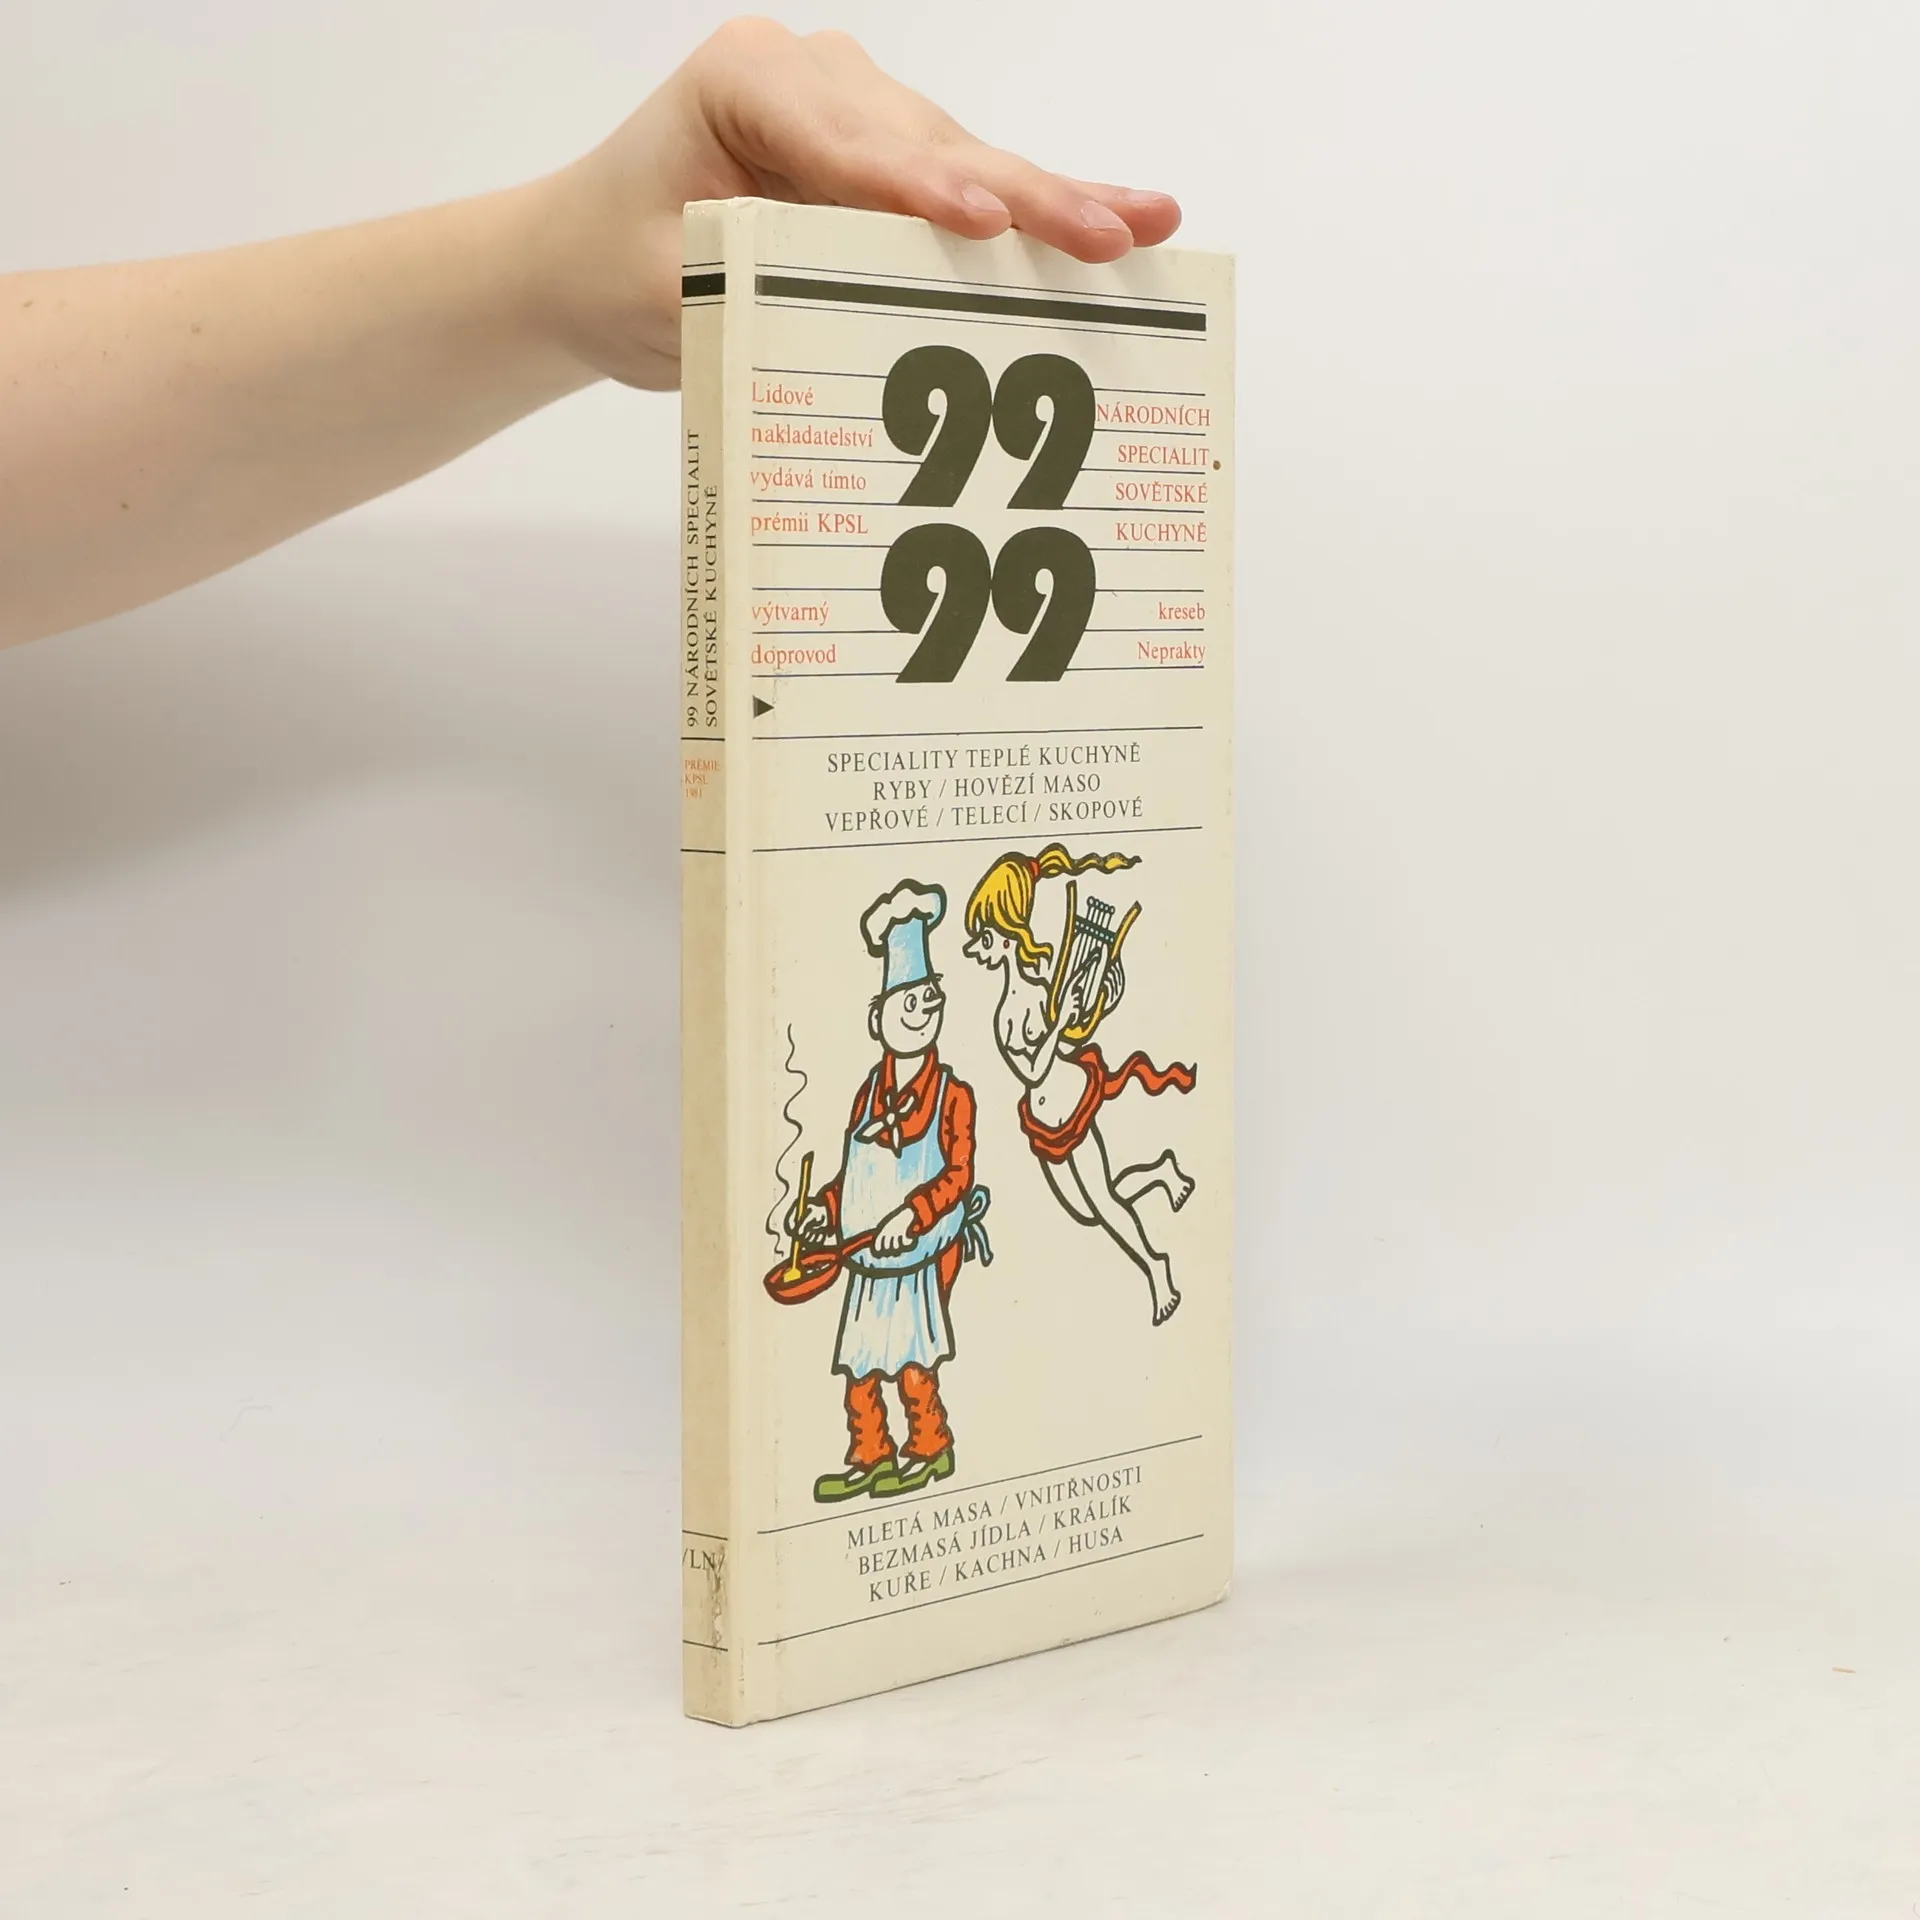 99 NÁRODNÍCH SPECIALIT
SOVĚTSKÉ KUCHYNĚ
PRÉMIE
KPSL
1981
/LN/
Lidové
nakladatelství
vydává tímto
prémii KPSL
99
NÁRODNÍCH
SPECIALIT
SOVĚTSKÉ
KUCHYNĚ
výtvarný
doprovod
99
kreseb
Neprakty
SPECIALITY TEPLÉ KUCHYNĚ
RYBY / HOVĚZÍ MASO
VEPŘOVÉ / TELECÍ / SKOPOVÉ
MLETÁ MASA / VNITŘNOSTI
BEZMASÁ JÍDLA / KRÁLÍK
KUŘE / KACHNA / HUSA